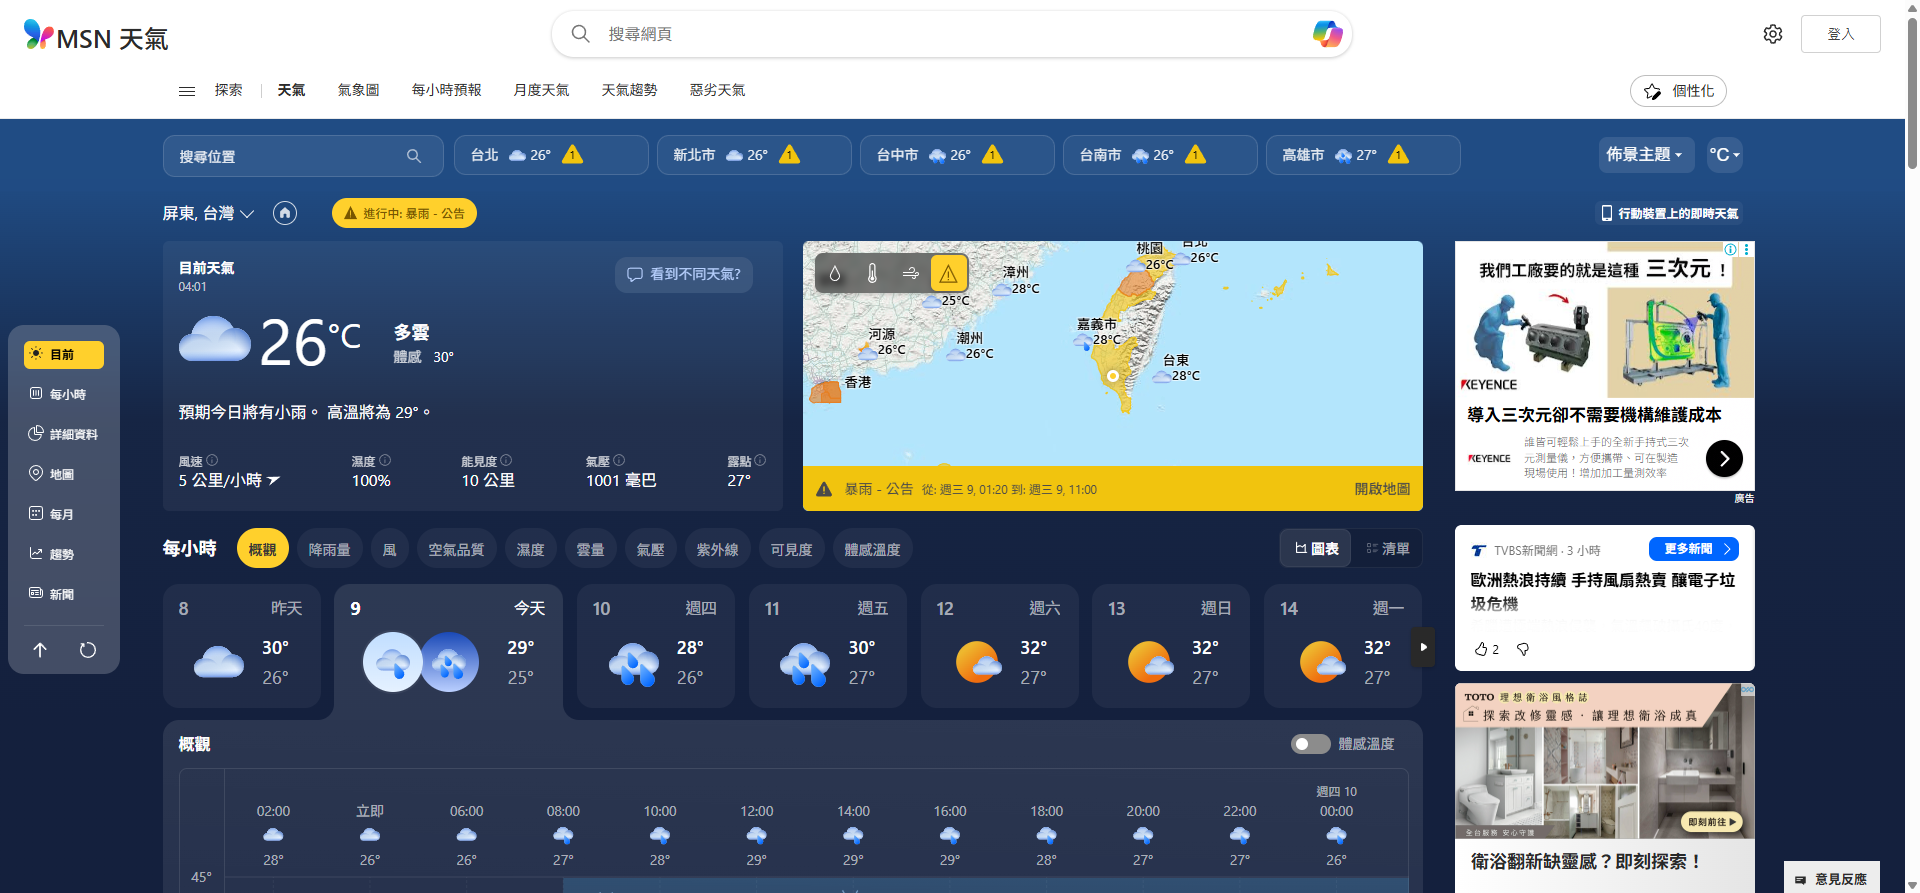 MSN 天氣
搜尋網頁
登入
探索
天氣
氣象圖
每小時預報
月度天氣
天氣趨勢
惡劣天氣
個性化
搜尋位置
台北 26° 1
新北市 26° 1
台中市 26° 1
台南市 26° 1
高雄市 27° 1
佈景主題
°C
屏東, 台灣
進行中: 暴雨 - 公告
行動裝置上的即時天氣
目前天氣
04:01
看到不同天氣?
26°C
多雲
體感 30°
預期今日將有小雨。 高溫將為 29°。
風速
5 公里/小時
濕度
100%
能見度
10 公里
氣壓
1001 毫巴
露點
27°
目前
每小時
詳細資料
地圖
每月
趨勢
新聞
桃園
26°C
台北
26°C
漳州
28°C
25°C
河源
26°C
潮州
26°C
嘉義市
28°C
台東
28°C
香港
暴雨 - 公告 從: 週三 9, 01:20 到: 週三 9, 11:00
開啟地圖
我們工廠要的就是這種 三次元 !
KEYENCE
導入三次元卻不需要機構維護成本
KEYENCE
誰皆可輕鬆上手的全新手持式三次
元測量儀，方便攜帶、可在製造
現場使用！增加加工量測效率
廣告
每小時
概觀
降雨量
風
空氣品質
濕度
雲量
氣壓
紫外線
可見度
體感溫度
圖表
清單
8 昨天
30°
26°
9 今天
29°
25°
10 週四
28°
26°
11 週五
30°
27°
12 週六
32°
27°
13 週日
32°
27°
14 週一
32°
27°
TVBS新聞網 · 3 小時
更多新聞
歐洲熱浪持續 手持風扇熱賣 釀電子垃
圾危機
2
概觀
體感溫度
週四 10
02:00 立即 06:00 08:00 10:00 12:00 14:00 16:00 18:00 20:00 22:00 00:00
28° 26° 26° 27° 28° 29° 29° 29° 28° 27° 27° 26°
45°
TOTO 理想衛浴風格誌
探索改修靈感 · 讓理想衛浴成真
全台服務 安心守護
即刻前往
衛浴翻新缺靈感？即刻探索！
意見反應